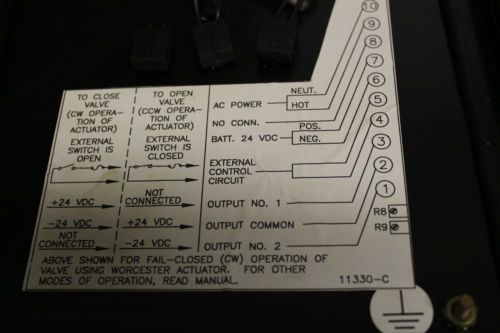 10
9
8
7
6
5
4
3
2
1
TO CLOSE
VALVE
(CW OPERA-
TION OF
ACTUATOR)
TO OPEN
VALVE
(CCW OPERA-
TION OF
ACTUATOR)
EXTERNAL
SWITCH IS
OPEN
EXTERNAL
SWITCH IS
CLOSED
+24 VDC
NOT
CONNECTED
-24 VDC
+24 VDC
NOT
CONNECTED
-24 VDC
AC POWER
NEUT.
HOT
NO CONN.
BATT. 24 VDC
POS.
NEG.
EXTERNAL
CONTROL
CIRCUIT
OUTPUT NO. 1
OUTPUT COMMON
OUTPUT NO. 2
R8
R9
ABOVE SHOWN FOR FAIL-CLOSED (CW) OPERATION OF
VALVE USING WORCESTER ACTUATOR. FOR OTHER
MODES OF OPERATION, READ MANUAL.
11330-C